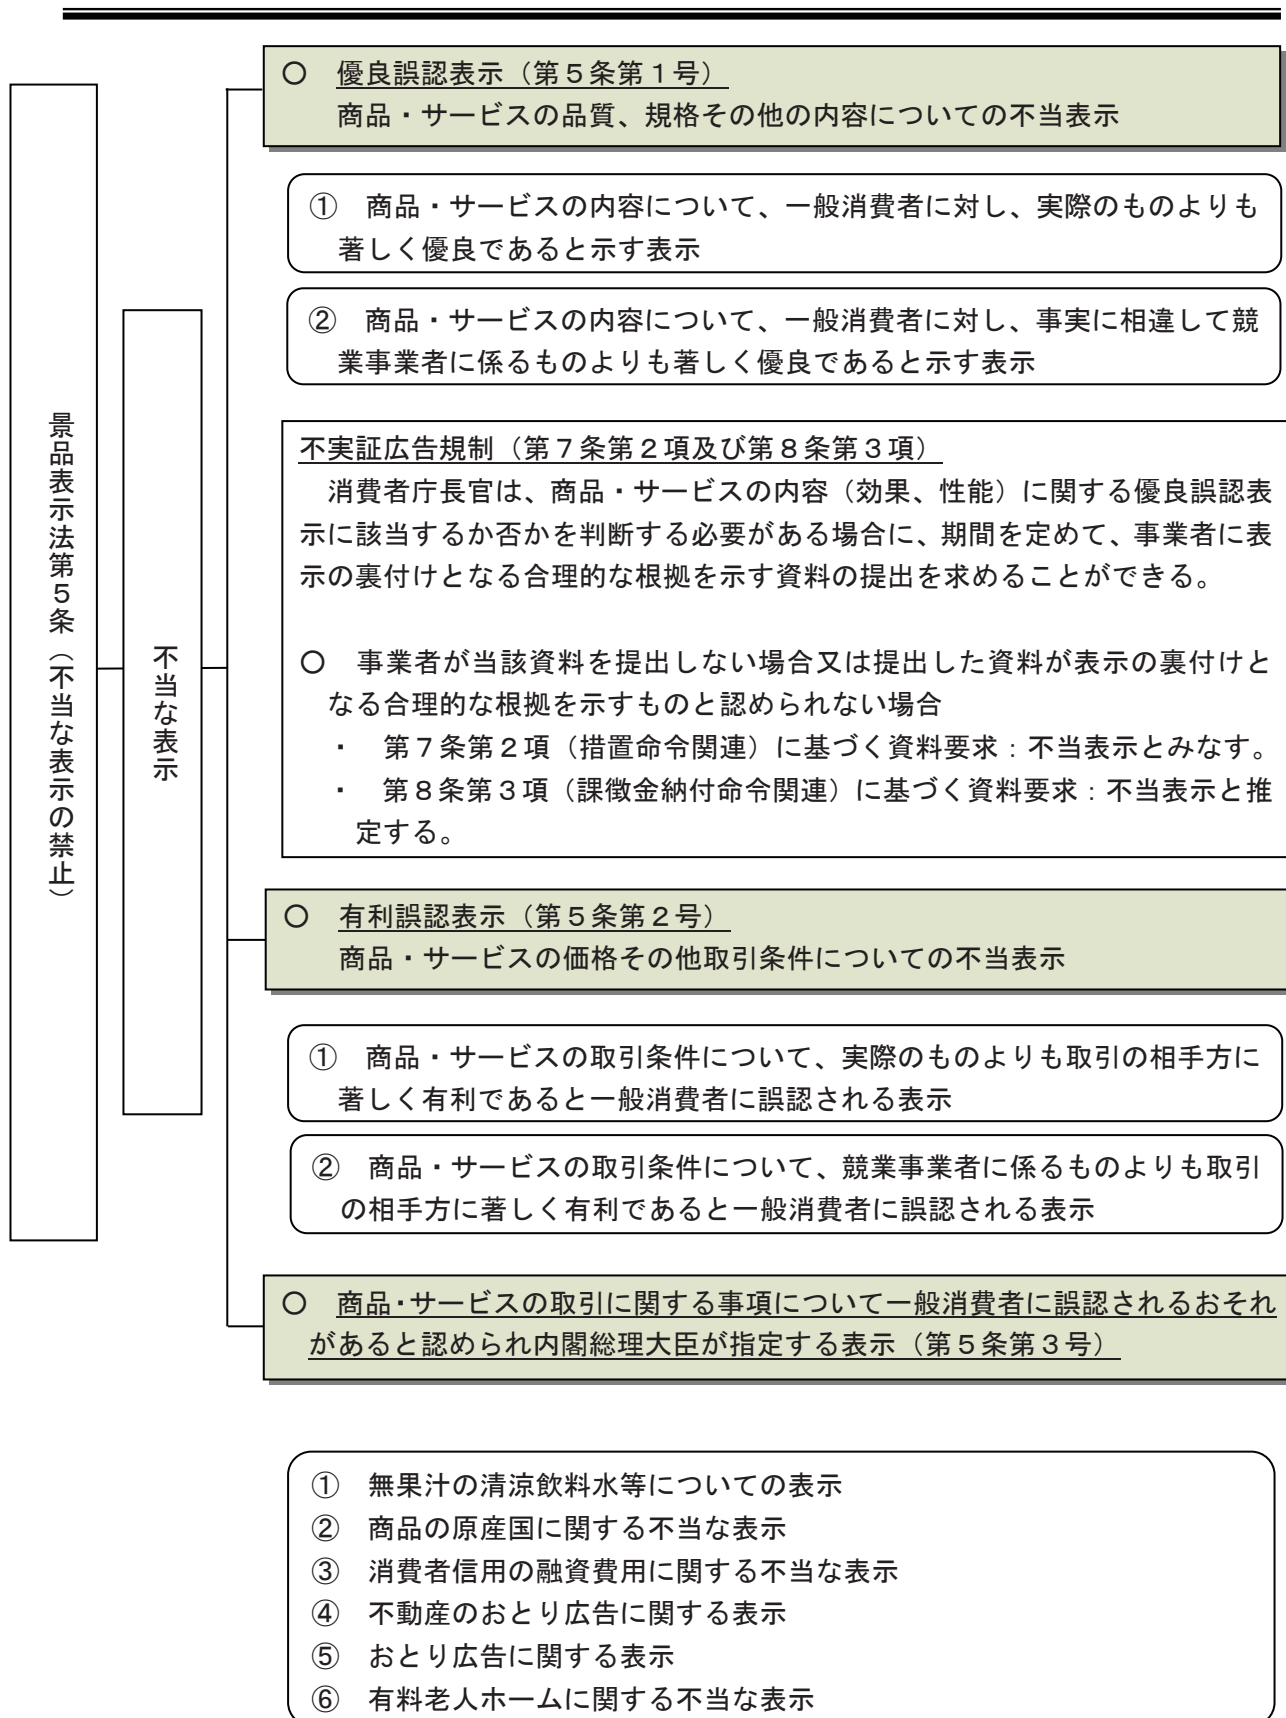 景品表示法第５条（不当な表示の禁止）
不当な表示
○　優良誤認表示（第５条第１号）
商品・サービスの品質、規格その他の内容についての不当表示
①　商品・サービスの内容について、一般消費者に対し、実際のものよりも
著しく優良であると示す表示
②　商品・サービスの内容について、一般消費者に対し、事実に相違して競
業事業者に係るものよりも著しく優良であると示す表示
不実証広告規制（第７条第２項及び第８条第３項）
消費者庁長官は、商品・サービスの内容（効果、性能）に関する優良誤認表
示に該当するか否かを判断する必要がある場合に、期間を定めて、事業者に表
示の裏付けとなる合理的な根拠を示す資料の提出を求めることができる。
○　事業者が当該資料を提出しない場合又は提出した資料が表示の裏付けと
なる合理的な根拠を示すものと認められない場合
・　第７条第２項（措置命令関連）に基づく資料要求：不当表示とみなす。
・　第８条第３項（課徴金納付命令関連）に基づく資料要求：不当表示と推
定する。
○　有利誤認表示（第５条第２号）
商品・サービスの価格その他取引条件についての不当表示
①　商品・サービスの取引条件について、実際のものよりも取引の相手方に
著しく有利であると一般消費者に誤認される表示
②　商品・サービスの取引条件について、競業事業者に係るものよりも取引
の相手方に著しく有利であると一般消費者に誤認される表示
○　商品・サービスの取引に関する事項について一般消費者に誤認されるおそれ
があると認められ内閣総理大臣が指定する表示（第５条第３号）
①　無果汁の清涼飲料水等についての表示
②　商品の原産国に関する不当な表示
③　消費者信用の融資費用に関する不当な表示
④　不動産のおとり広告に関する表示
⑤　おとり広告に関する表示
⑥　有料老人ホームに関する不当な表示